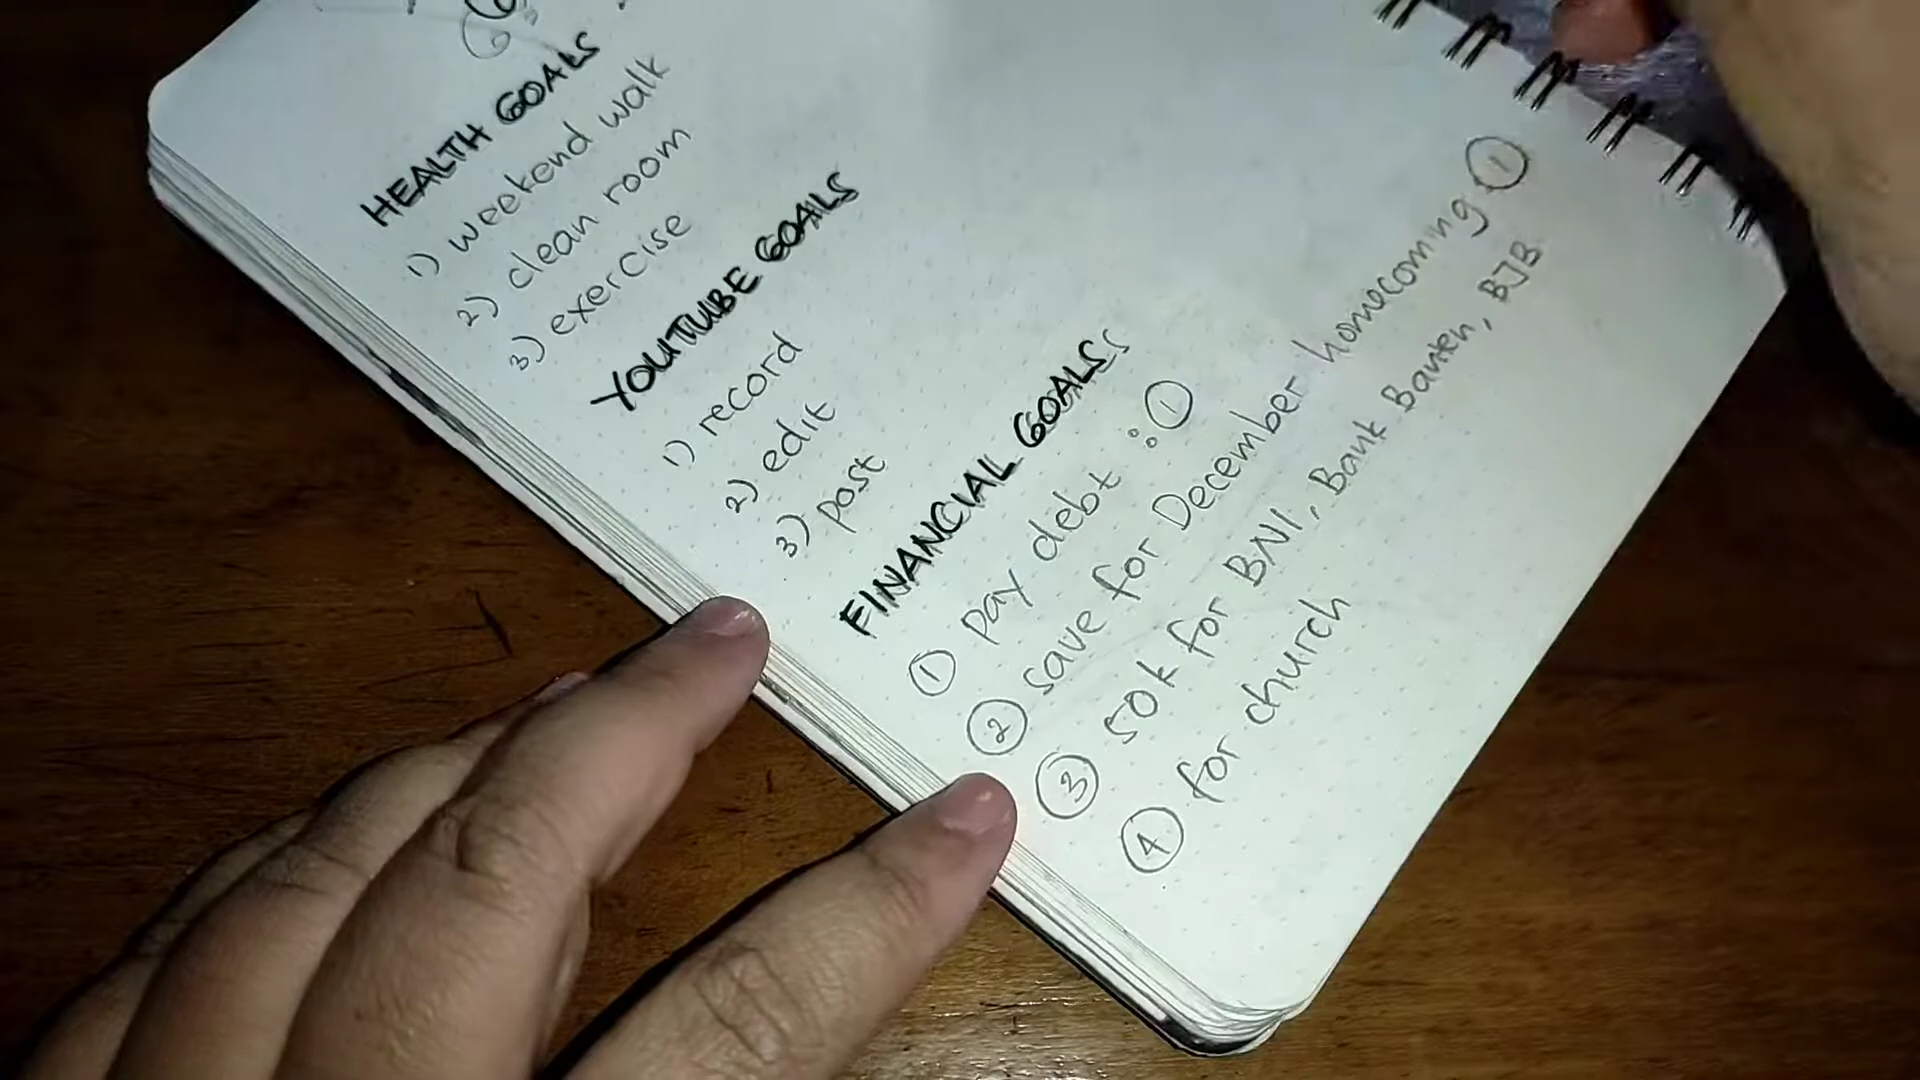 HEALTH GOALS
1) weekend walk
2) clean room
3) exercise
YOUTUBE GOALS
1) record
2) edit
3) post
FINANCIAL GOALS
① pay debt : ①
② save for December homecoming ①
③ 50k for BNI, Bank Banten, BJB
④ for church